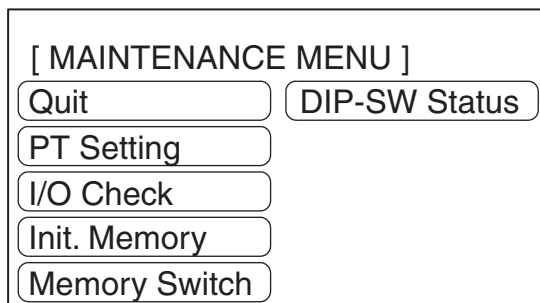 [ MAINTENANCE MENU ]
Quit
DIP-SW Status
PT Setting
I/O Check
Init. Memory
Memory Switch